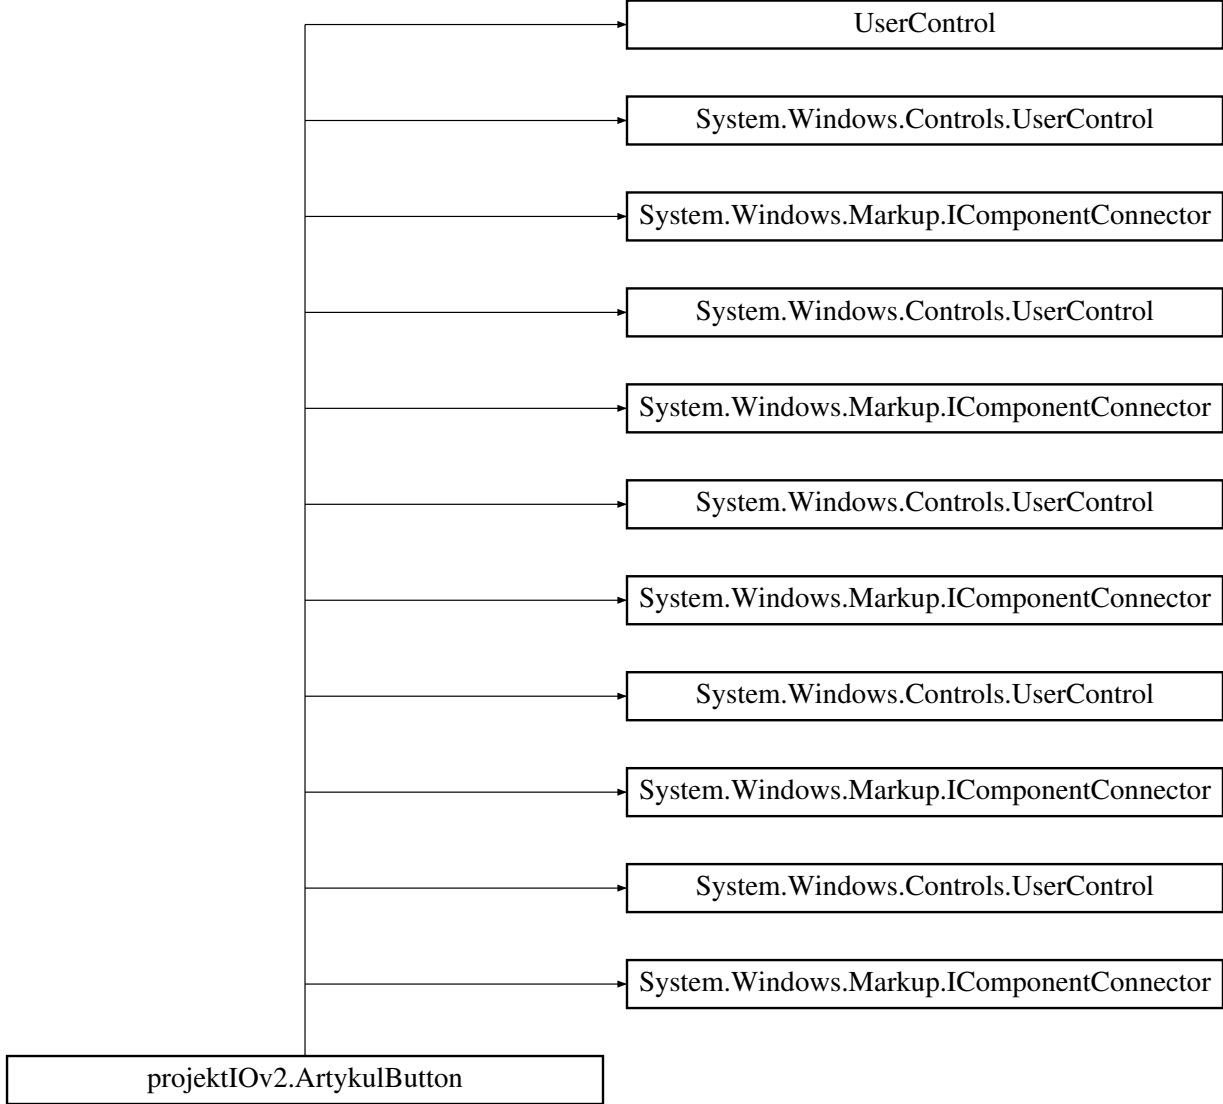 UserControl
System.Windows.Controls.UserControl
System.Windows.Markup.IComponentConnector
System.Windows.Controls.UserControl
System.Windows.Markup.IComponentConnector
System.Windows.Controls.UserControl
System.Windows.Markup.IComponentConnector
System.Windows.Controls.UserControl
System.Windows.Markup.IComponentConnector
System.Windows.Controls.UserControl
System.Windows.Markup.IComponentConnector
projektIOv2.ArtykulButton